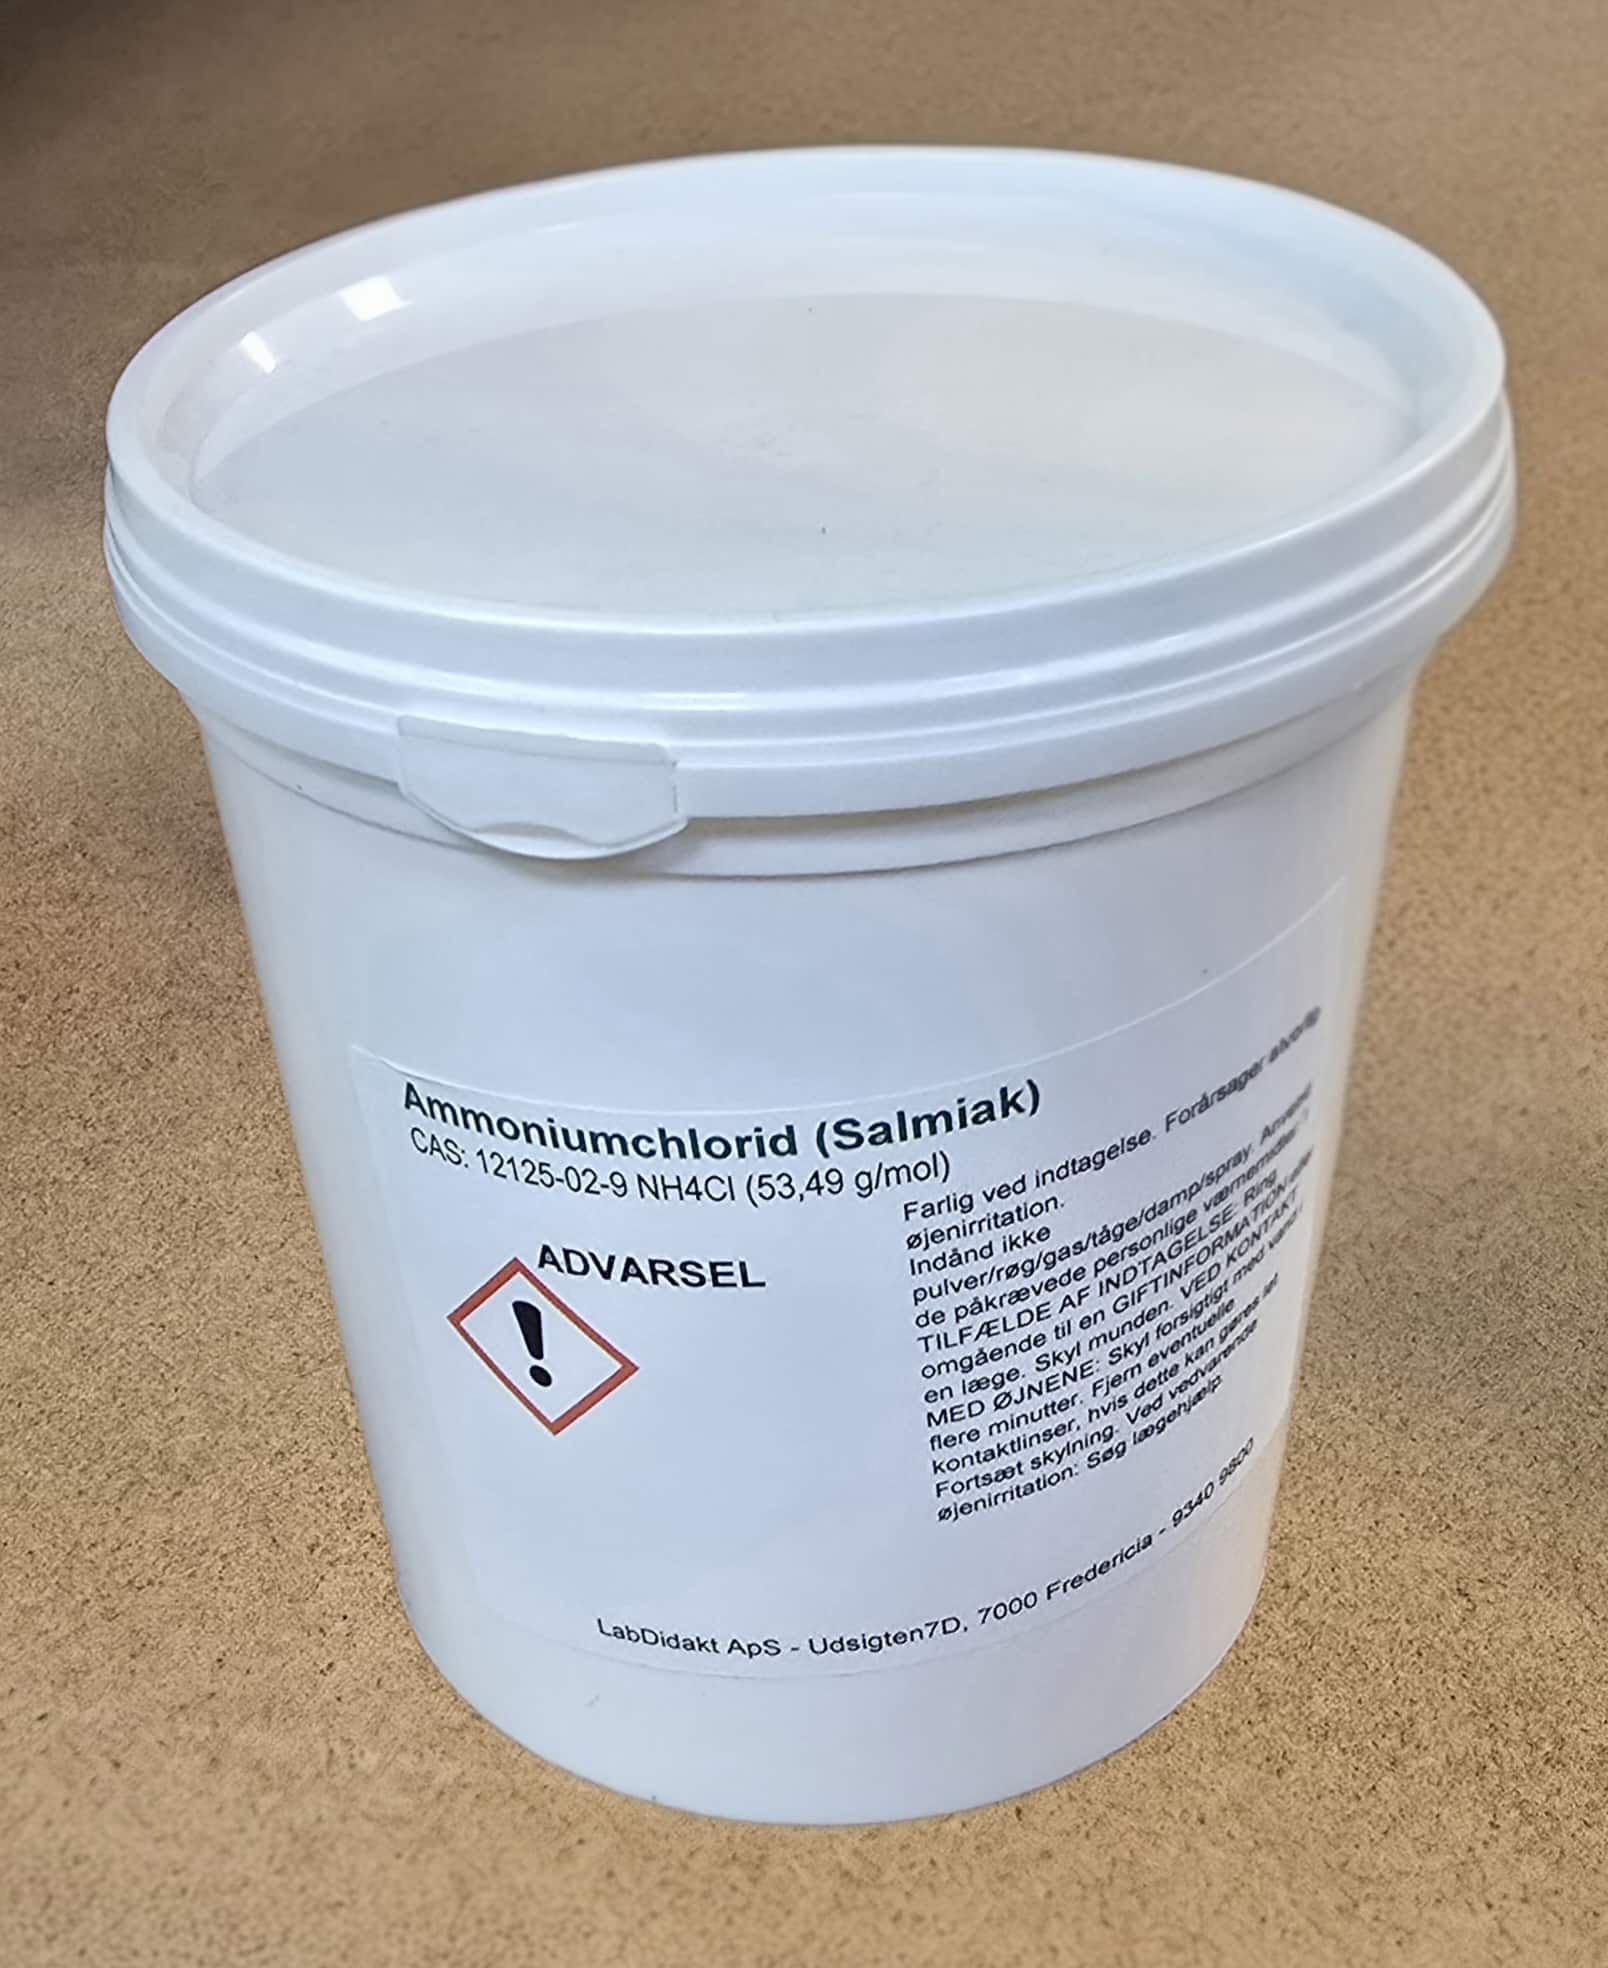 Ammoniumchlorid (Salmiak)
CAS: 12125-02-9 NH4Cl (53,49 g/mol)
ADVARSEL
Farlig ved indtagelse. Forårsager alvorlig
øjenirritation.
Indånd ikke
pulver/røg/gas/tåge/damp/spray. Anvend
de påkrævede personlige værnemidler
TILFÆLDE AF INDTAGELSE: Ring
omgående til en GIFTINFORMATION eller
en læge. Skyl munden. VED KONTAKT
MED ØJNENE: Skyl forsigtigt med vand i
flere minutter. Fjern eventuelle
kontaktlinser, hvis dette kan gøres let
Fortsæt skylning. Ved vedvarende
øjenirritation: Søg lægehjælp.
LabDidakt ApS - Udsigten7D, 7000 Fredericia - 9340 9800